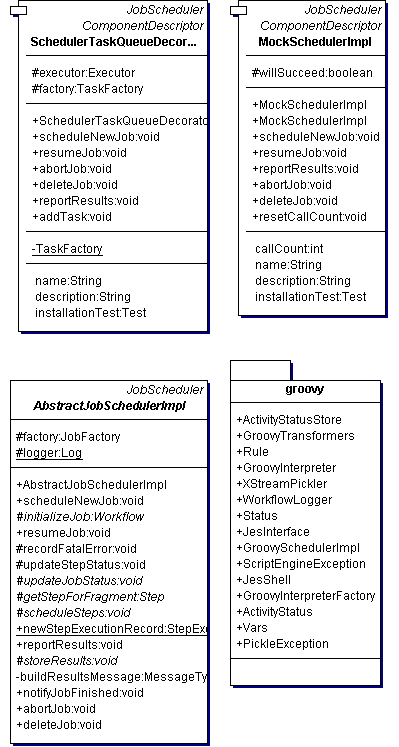 JobScheduler
ComponentDescriptor
SchedulerTaskQueueDecor...
#executor:Executor
#factory:TaskFactory
+SchedulerTaskQueueDecorato
+scheduleNewJob:void
+resumeJob:void
+abortJob:void
+deleteJob:void
+reportResults:void
+addTask:void
-TaskFactory
name:String
description:String
installationTest:Test
JobScheduler
ComponentDescriptor
MockSchedulerImpl
#willSucceed:boolean
+MockSchedulerImpl
+MockSchedulerImpl
+scheduleNewJob:void
+resumeJob:void
+reportResults:void
+abortJob:void
+deleteJob:void
+resetCallCount:void
callCount:int
name:String
description:String
installationTest:Test
JobScheduler
AbstractJobSchedulerImpl
#factory:JobFactory
#logger:Log
+AbstractJobSchedulerImpl
+scheduleNewJob:void
#initializeJob:Workflow
+resumeJob:void
#recordFatalError:void
#updateStepStatus:void
#updateJobStatus:void
#getStepForFragment:Step
#scheduleSteps:void
+newStepExecutionRecord:StepExe
+reportResults:void
#storeResults:void
-buildResultsMessage:MessageTy
+notifyJobFinished:void
+abortJob:void
+deleteJob:void
groovy
+ActivityStatusStore
+GroovyTransformers
+Rule
+GroovyInterpreter
+XStreamPickler
+WorkflowLogger
+Status
+JesInterface
+GroovySchedulerImpl
+ScriptEngineException
+JesShell
+GroovyInterpreterFactory
+ActivityStatus
+Vars
+PickleException